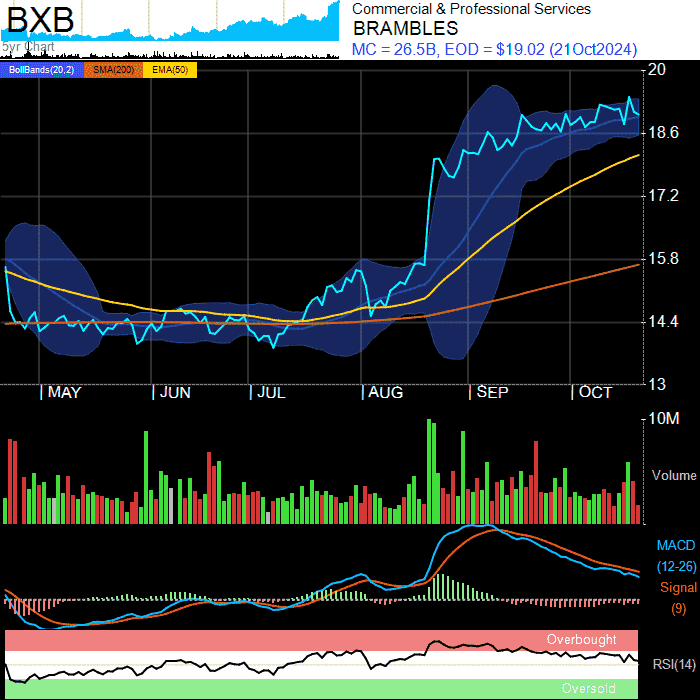 BXB
5yr Chart
Commercial & Professional Services
BRAMBLES
MC = 26.5B, EOD = $19.02 (21Oct2024)
BollBands(20,2) SMA(200) EMA(50)
20
18.6
17.2
15.8
14.4
13
MAY JUN JUL AUG SEP OCT
10M
Volume
MACD
(12-26)
Signal
(9)
Overbought
RSI(14)
Oversold